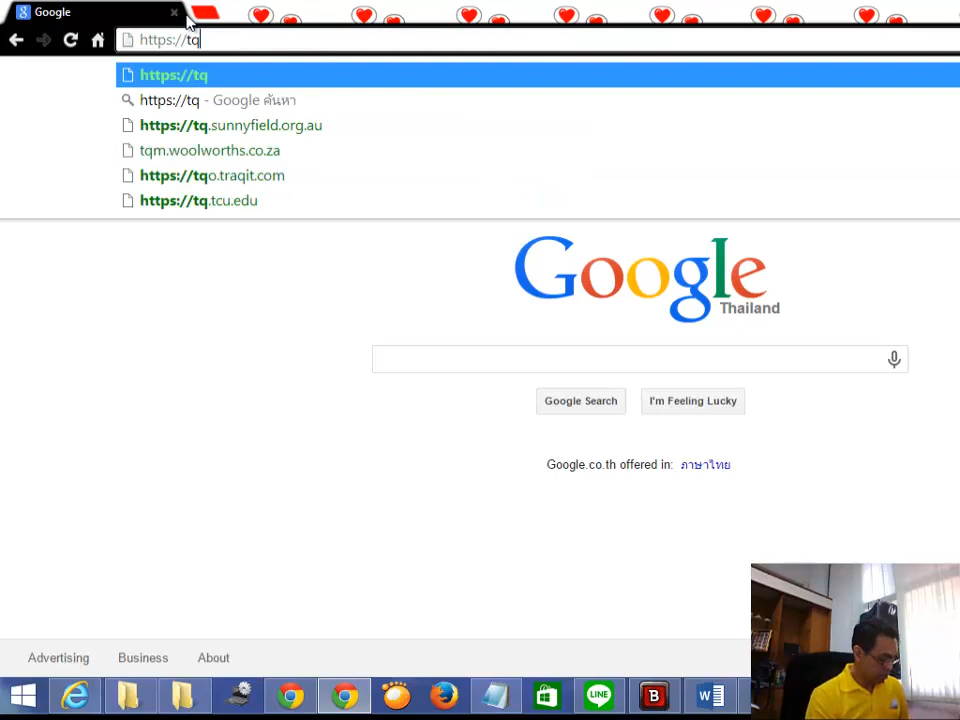 Google
https://tq
https://tq
https://tq - Google ค้นหา
https://tq.sunnyfield.org.au
tqm.woolworths.co.za
https://tqo.traqit.com
https://tq.tcu.edu
Google
Thailand
Google Search I'm Feeling Lucky
Google.co.th offered in: ภาษาไทย
Advertising Business About
LINE B W